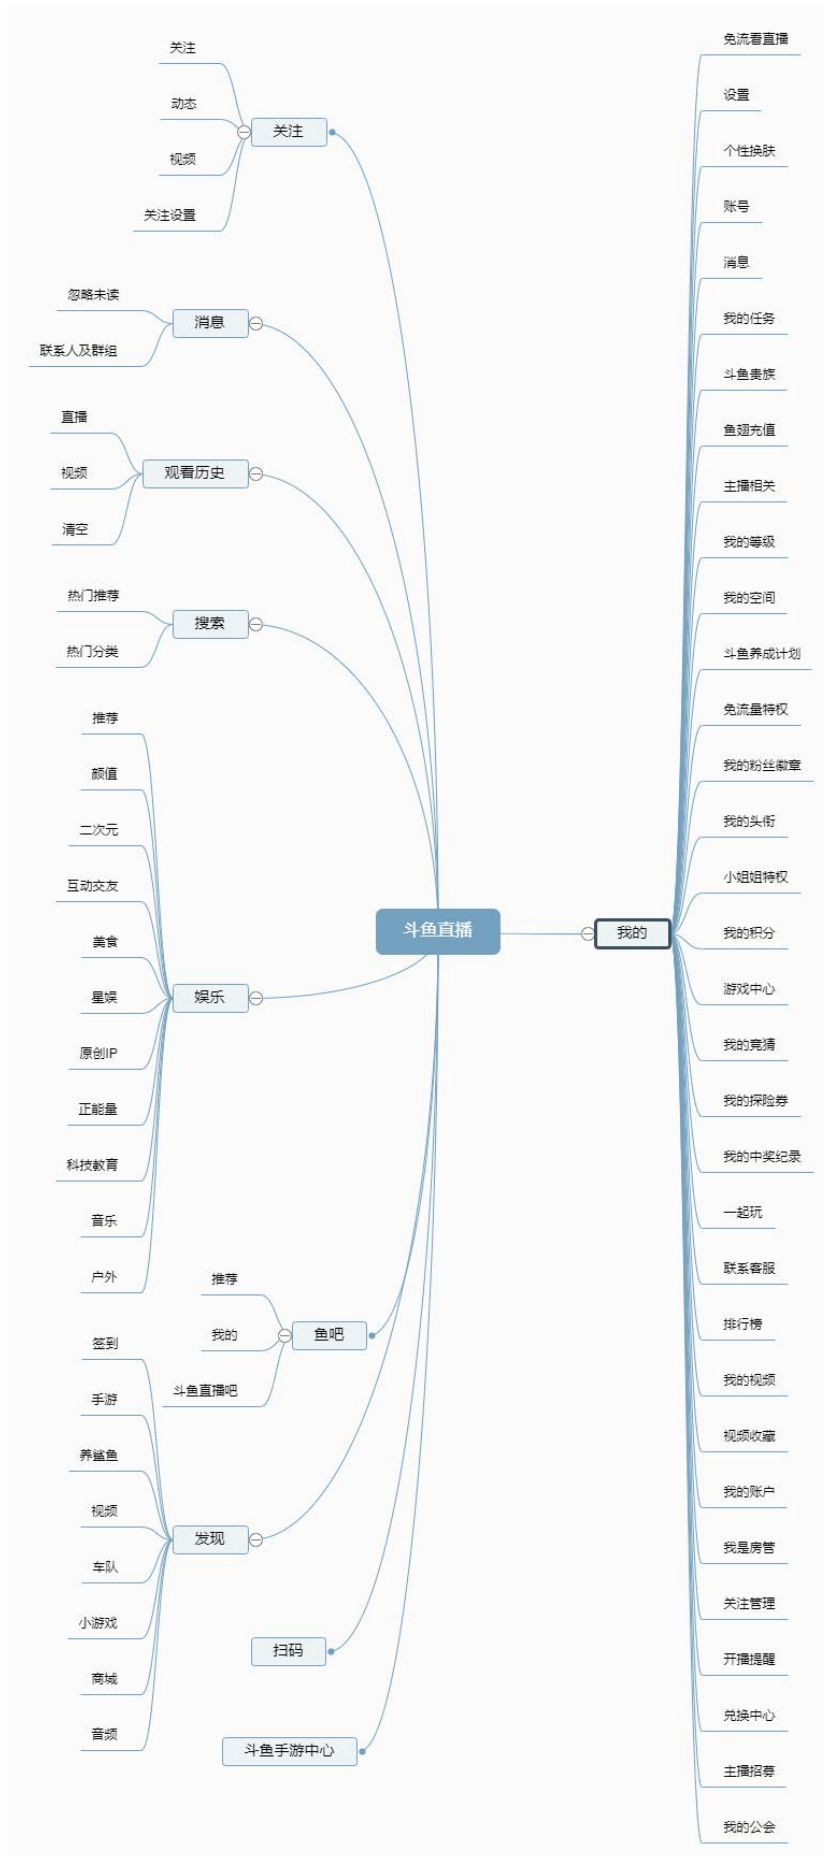 关注
动态
视频
关注设置
关注
忽略未读
联系人及群组
消息
直播
视频
清空
观看历史
热门推荐
热门分类
搜索
推荐
颜值
二次元
互动交友
美食
星娱
原创IP
正能量
科技教育
音乐
户外
娱乐
推荐
我的
斗鱼直播吧
鱼吧
签到
手游
养鲨鱼
视频
车队
小游戏
商城
音频
发现
扫码
斗鱼手游中心
斗鱼直播
我的
免流看直播
设置
个性换肤
账号
消息
我的任务
斗鱼贵族
鱼翅充值
主播相关
我的等级
我的空间
斗鱼养成计划
免流量特权
我的粉丝徽章
我的头衔
小姐姐特权
我的积分
游戏中心
我的竞猜
我的探险券
我的中奖纪录
一起玩
联系客服
排行榜
我的视频
视频收藏
我的账户
我是房管
关注管理
开播提醒
兑换中心
主播招募
我的公会